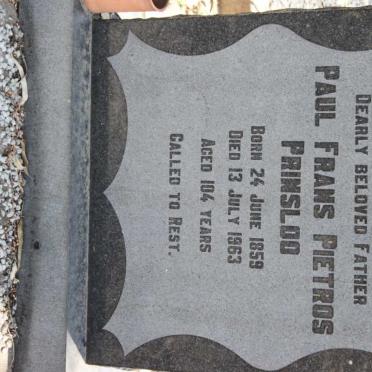 DEARLY BELOVED FATHER
PAUL FRANS PIETROS
PRINSLOO
BORN 24 JUNE 1859
DIED 13 JULY 1963
AGED 104 YEARS
CALLED TO REST.